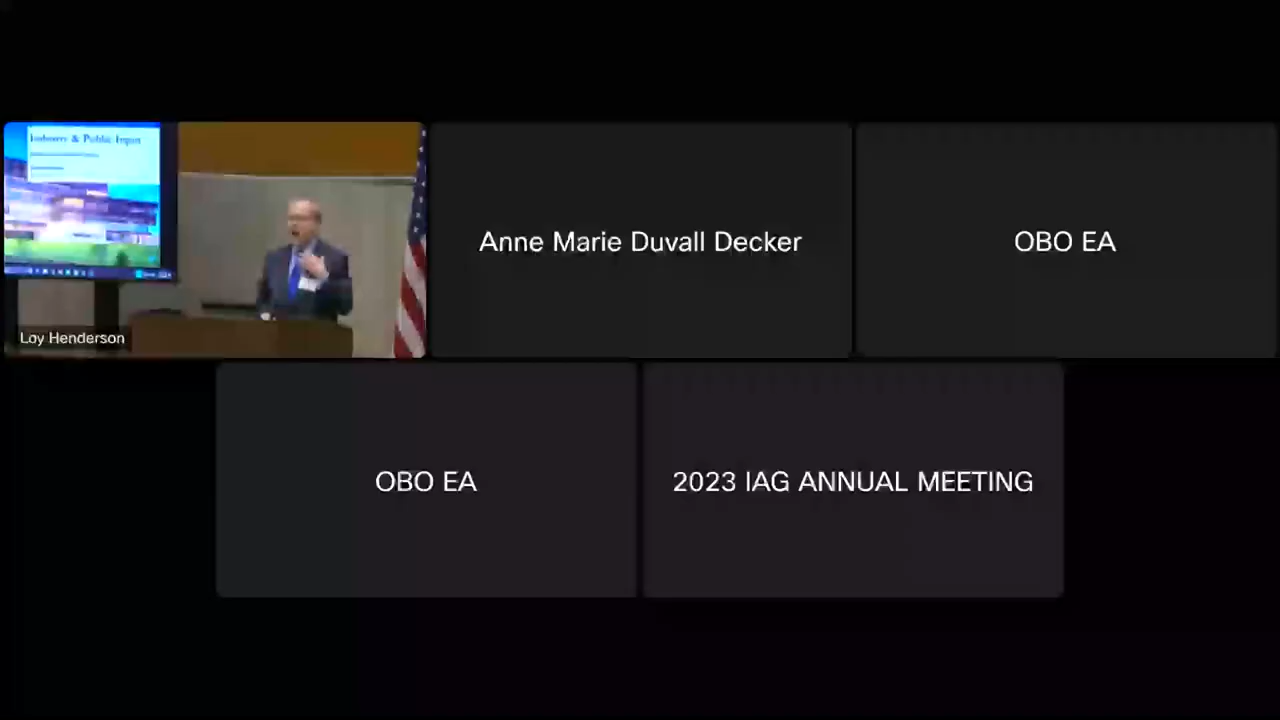 Industry & Public Input
Loy Henderson
Anne Marie Duvall Decker
OBO EA
OBO EA
2023 IAG ANNUAL MEETING